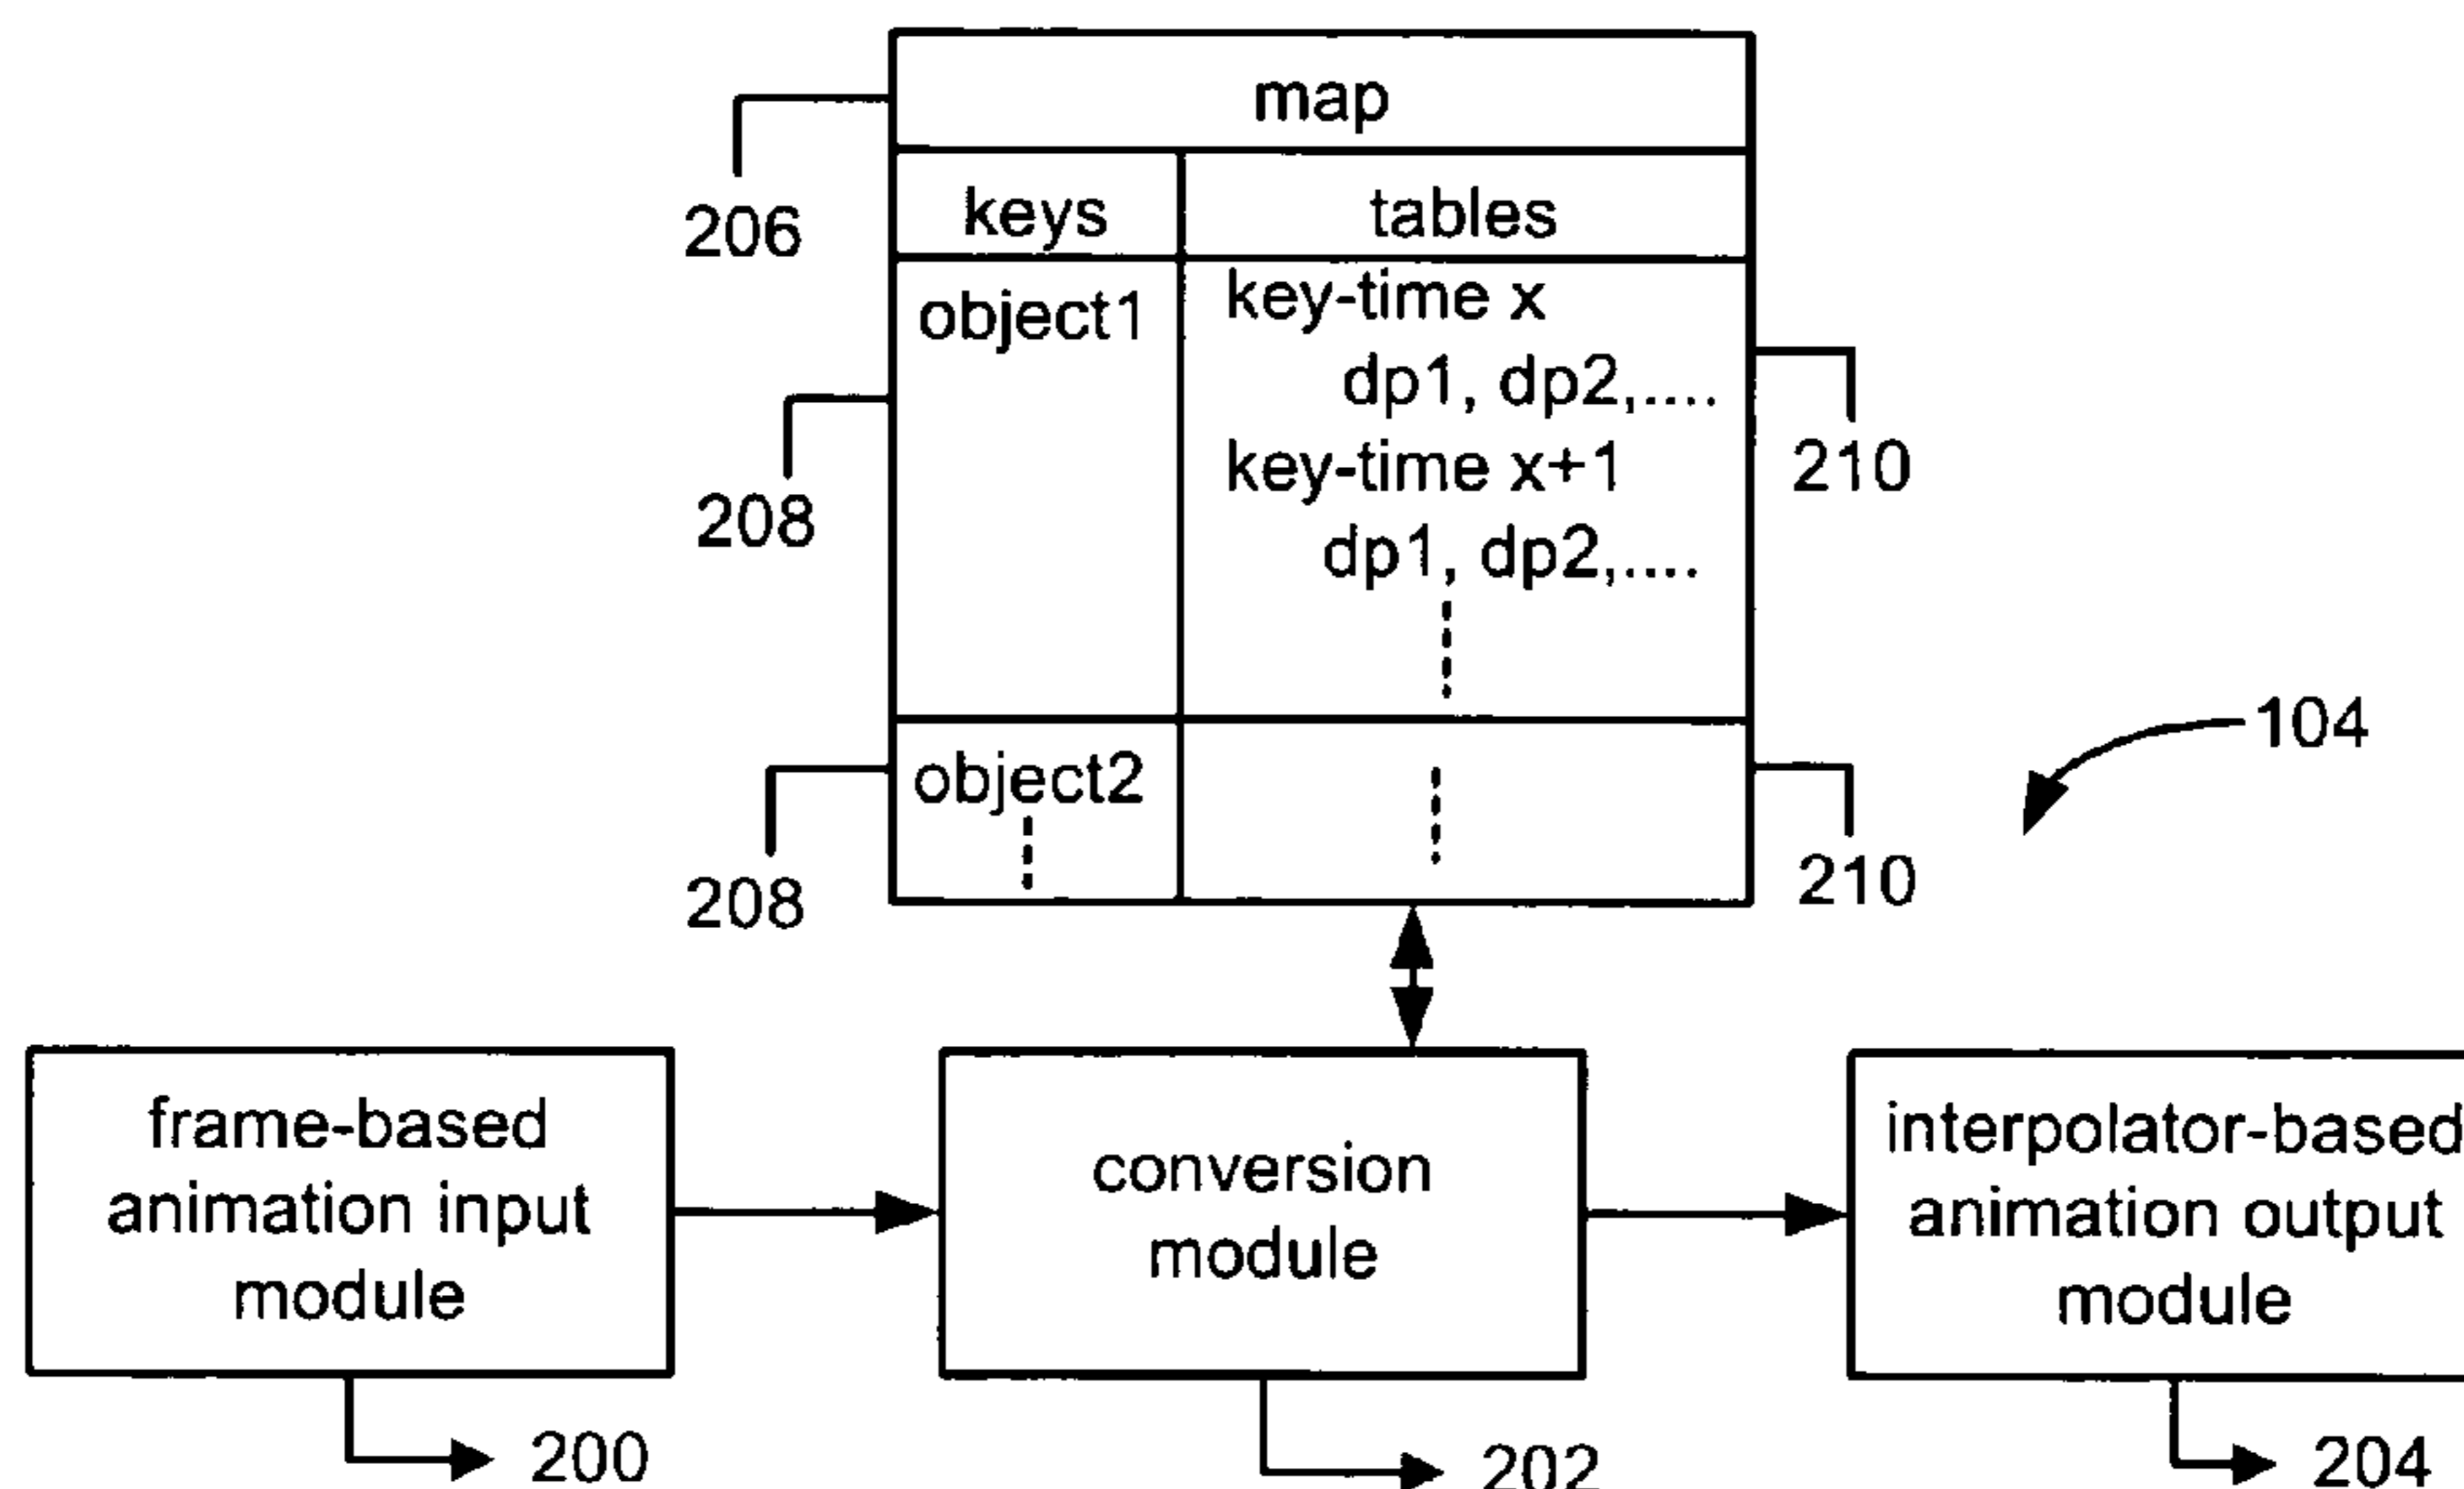 map
206
keys
tables
object1
key-time x
dp1, dp2,....
key-time x+1
dp1, dp2,....
208
210
object2
208
210
104
frame-based
animation input
module
conversion
module
interpolator-based
animation output
module
200
202
204